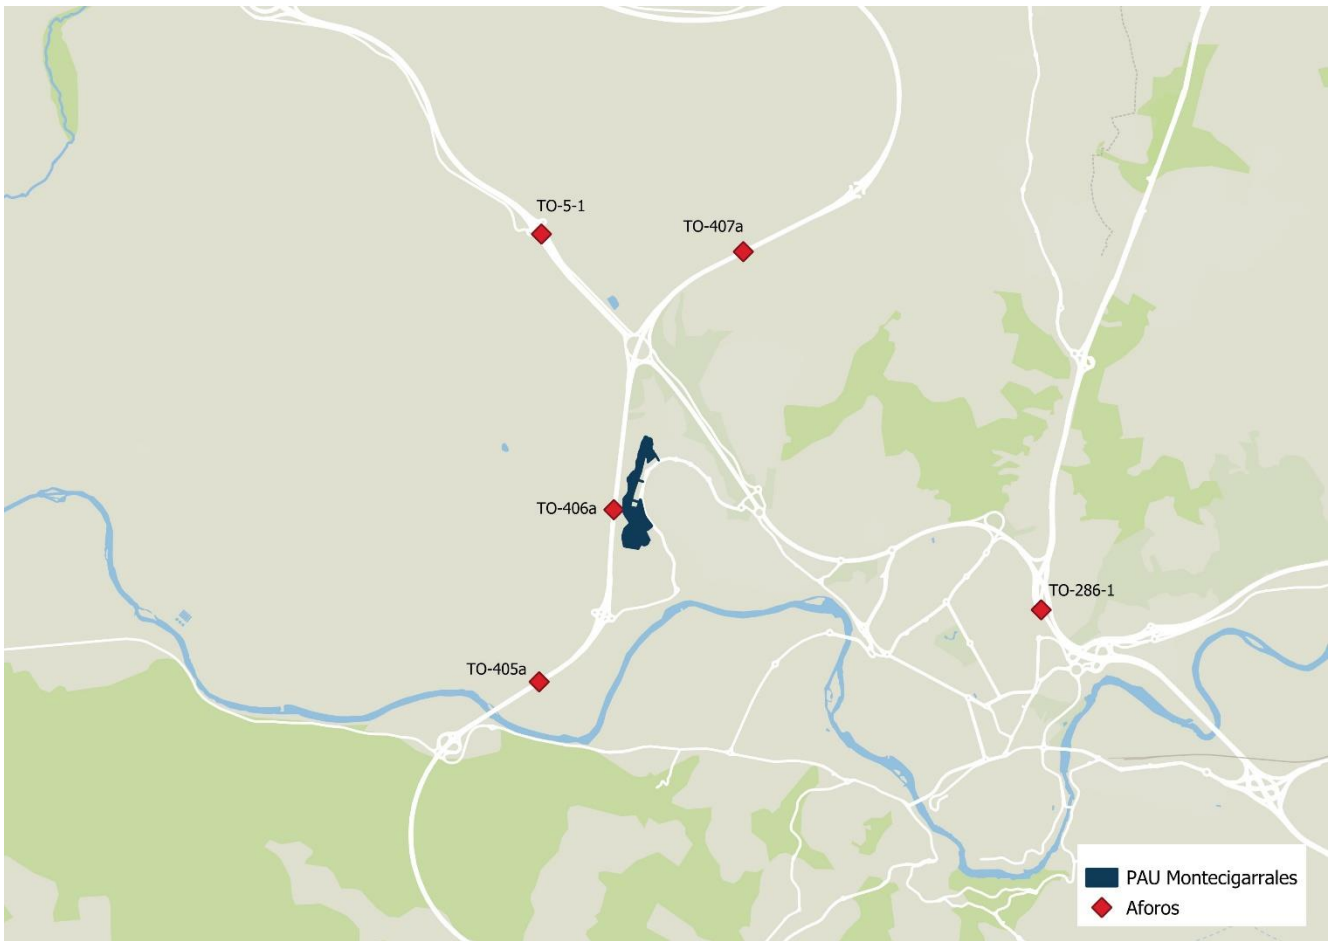 TO-5-1
TO-407a
TO-406a
TO-286-1
TO-405a
PAU Montecigarrales
Aforos